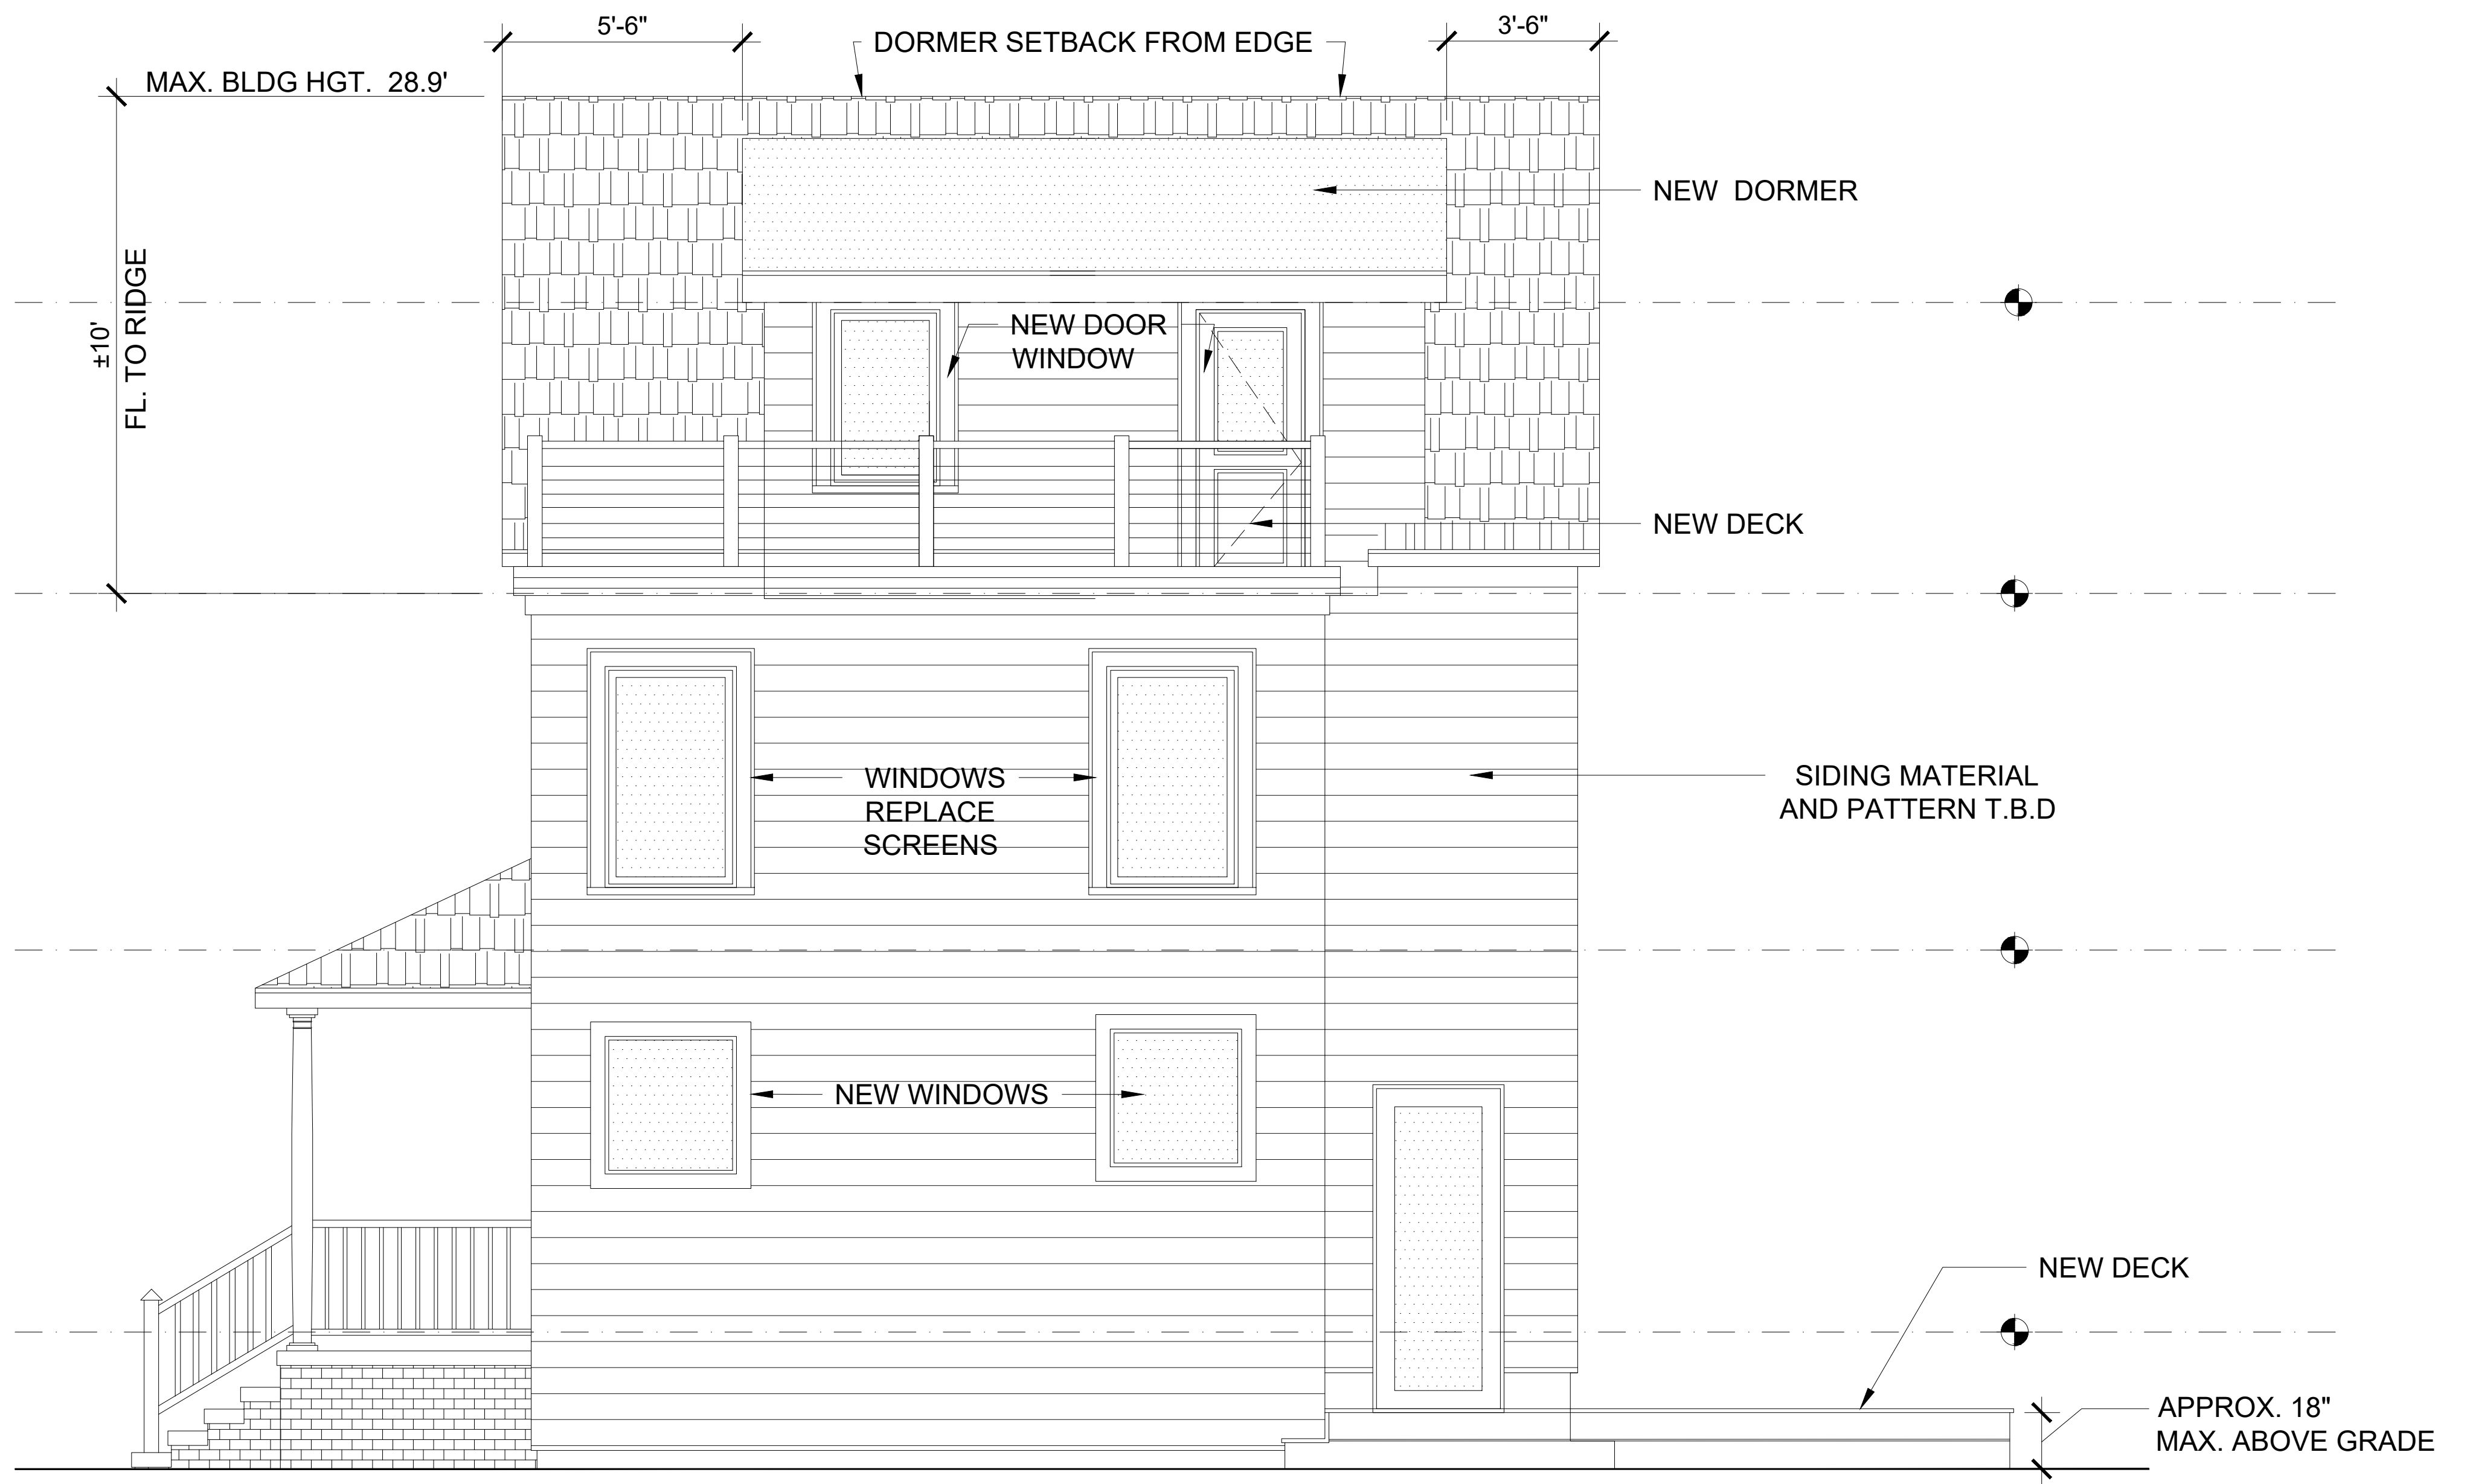 5'-6"
3'-6"
DORMER SETBACK FROM EDGE
MAX. BLDG HGT. 28.9'
NEW DORMER
±10'
FL. TO RIDGE
NEW DOOR
WINDOW
NEW DECK
WINDOWS
REPLACE
SCREENS
SIDING MATERIAL
AND PATTERN T.B.D
NEW WINDOWS
NEW DECK
APPROX. 18"
MAX. ABOVE GRADE